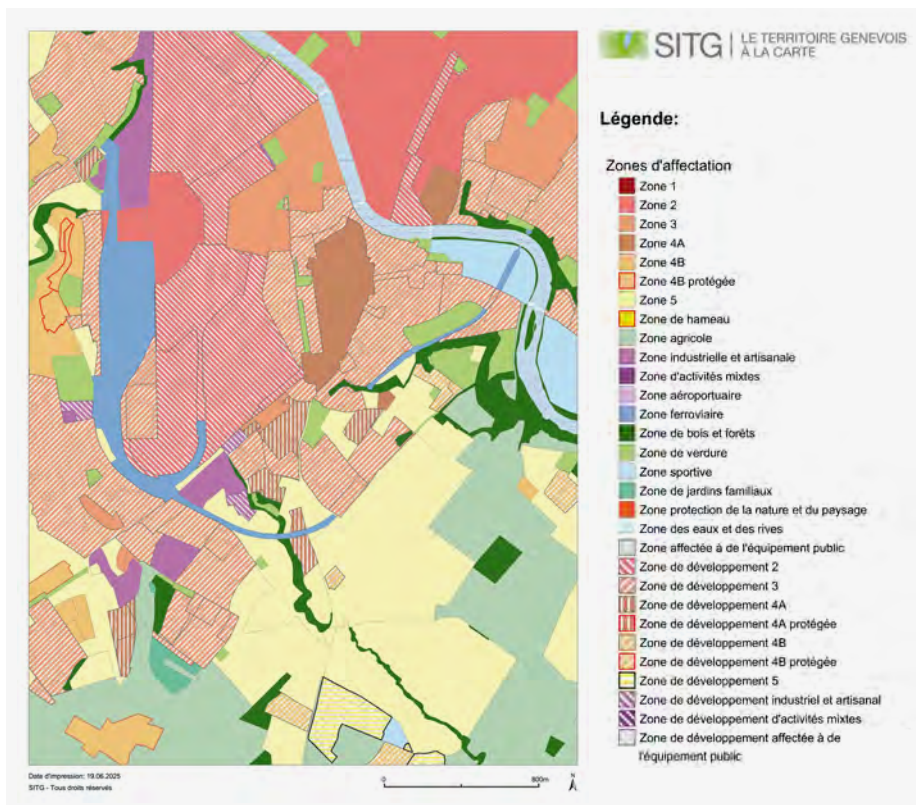 SITG | LE TERRITOIRE GENEVOIS
À LA CARTE
Légende:
Zones d'affectation
Zone 1
Zone 2
Zone 3
Zone 4A
Zone 4B
Zone 4B protégée
Zone 5
Zone de hameau
Zone agricole
Zone industrielle et artisanale
Zone d'activités mixtes
Zone aéroportuaire
Zone ferroviaire
Zone de bois et forêts
Zone de verdure
Zone sportive
Zone de jardins familiaux
Zone protection de la nature et du paysage
Zone des eaux et des rives
Zone affectée à de l'équipement public
Zone de développement 2
Zone de développement 3
Zone de développement 4A
Zone de développement 4A protégée
Zone de développement 4B
Zone de développement 4B protégée
Zone de développement 5
Zone de développement industriel et artisanal
Zone de développement d'activités mixtes
Zone de développement affectée à de
l'équipement public
Date d'impression: 19.06.2025
SITG - Tous droits réservés
0 800m N